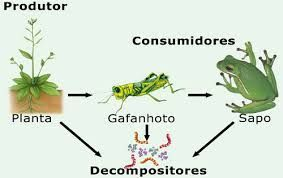 Produtor
Consumidores
Planta
Gafanhoto
Sapo
Decompositores